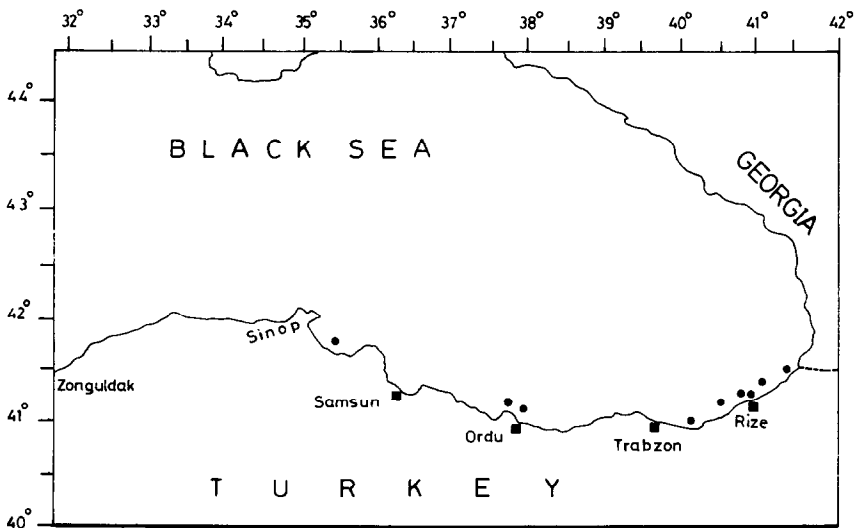 32° 33° 34° 35° 36° 37° 38° 39° 40° 41° 42°
44°
BLACK SEA
GEORGIA
43°
42°
Sinop
Zonguldak
Samsun
41°
Ordu
Trabzon
Rize
TURKEY
40°